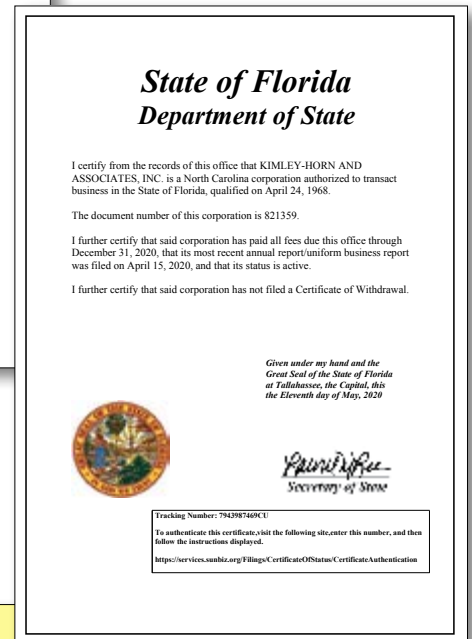 State of Florida
Department of State
I certify from the records of this office that KIMLEY-HORN AND
ASSOCIATES, INC. is a North Carolina corporation authorized to transact
business in the State of Florida, qualified on April 24, 1968.
The document number of this corporation is 821359.
I further certify that said corporation has paid all fees due this office through
December 31, 2020, that its most recent annual report/uniform business report
was filed on April 15, 2020, and that its status is active.
I further certify that said corporation has not filed a Certificate of Withdrawal.
Given under my hand and the
Great Seal of the State of Florida
at Tallahassee, the Capital, this
the Eleventh day of May, 2020
Secretary of State
Tracking Number: 7943987469CU
To authenticate this certificate,visit the following site,enter this number, and then
follow the instructions displayed.
https://services.sunbiz.org/Filings/CertificateOfStatus/CertificateAuthentication